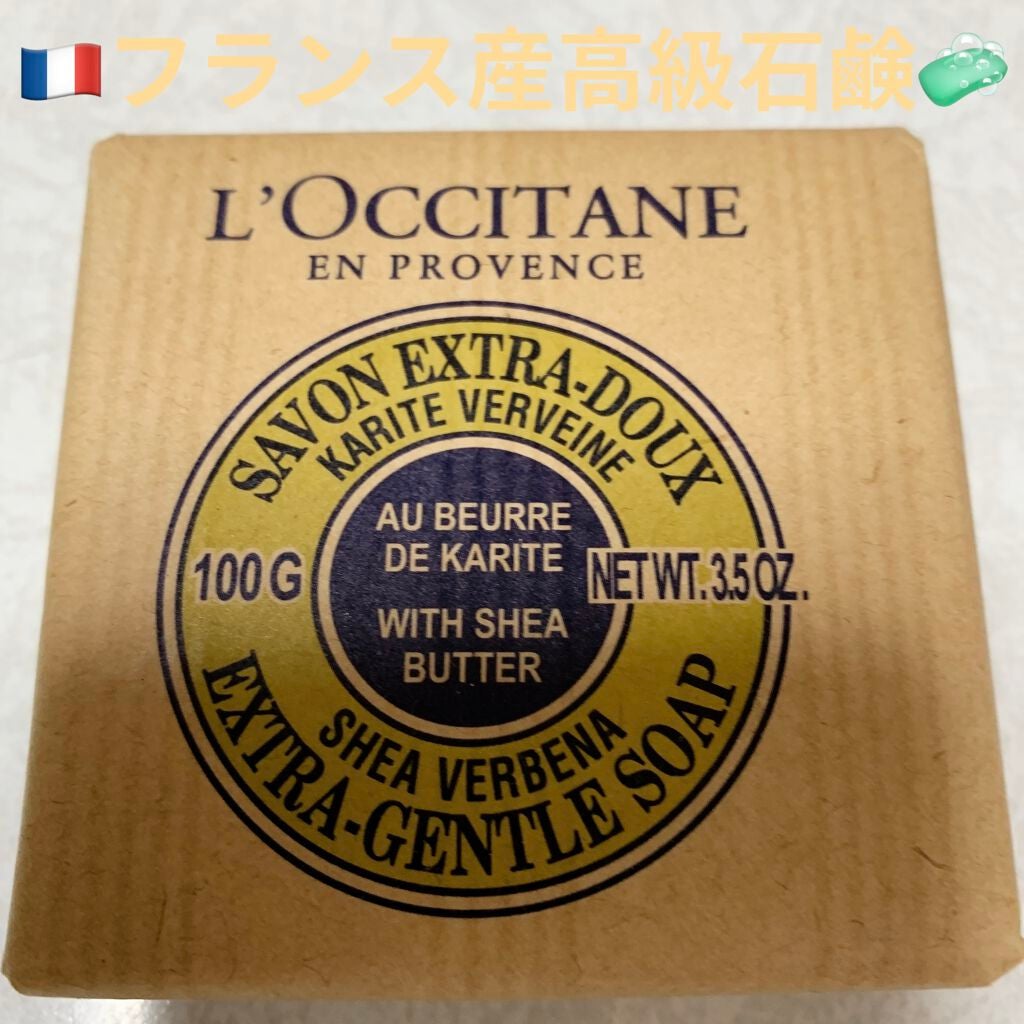 🇫🇷フランス産高級石鹸🧼
L'OCCITANE
EN PROVENCE
SAVON EXTRA-DOUX
KARITE VERVEINE
AU BEURRE
DE KARITE
100G
NET WT. 3.5 OZ.
WITH SHEA
BUTTER
SHEA VERBENA
EXTRA-GENTLE SOAP